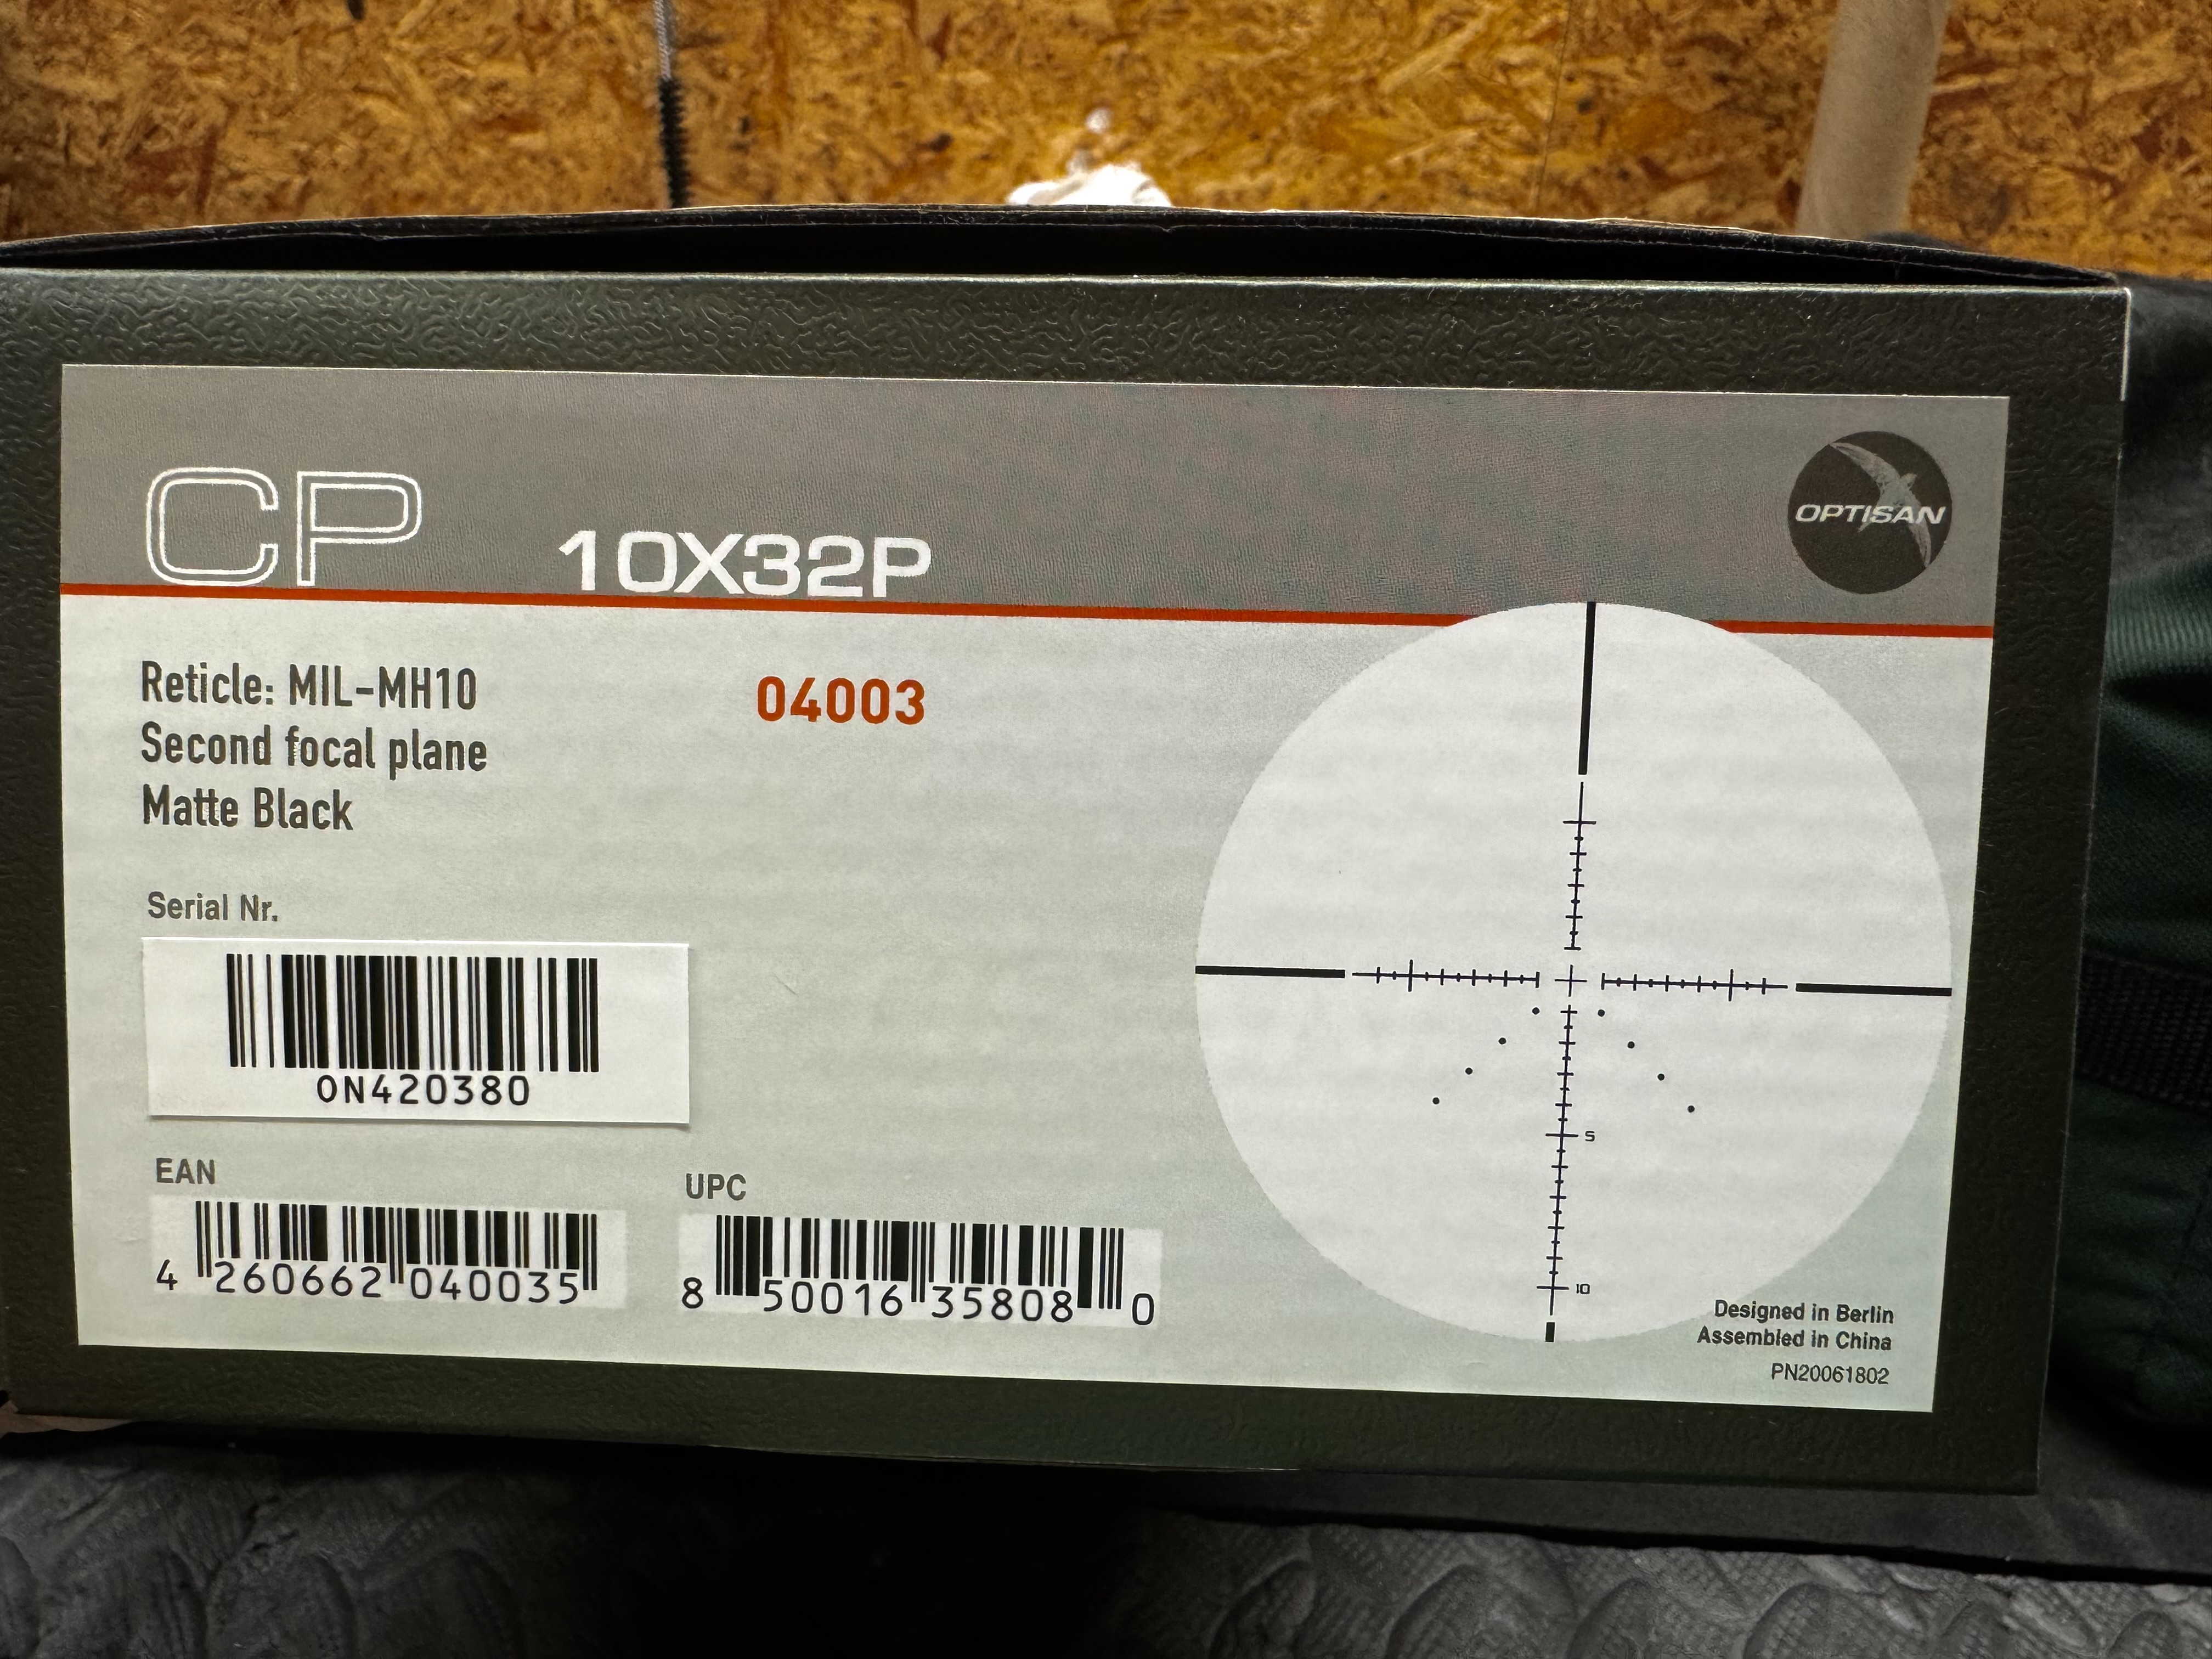 CP 10X32P
OPTISAN
Reticle: MIL-MH10
04003
Second focal plane
Matte Black
Serial Nr.
0N420380
EAN
4 260662 040035
UPC
8 50016 35808 0
5
10
Designed in Berlin
Assembled in China
PN20061802